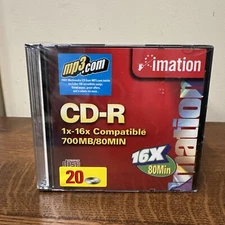 mp3.com
imation
CD-R
1x-16x Compatible
700MB/80MIN
16X
80Min
imation
20